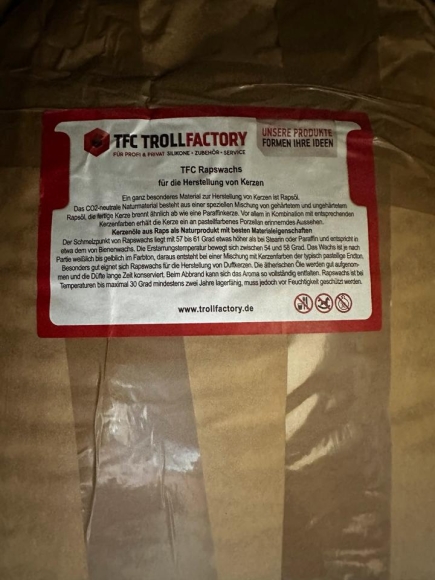 TFC TROLLFACTORY
FÜR PROFI & PRIVAT SILIKONE • ZUBEHÖR • SERVICE
UNSERE PRODUKTE
FORMEN IHRE IDEEN
TFC Rapswachs
für die Herstellung von Kerzen
Ein ganz besonderes Material zur Herstellung von Kerzen ist Rapsöl.
Das CO2-neutrale Naturmaterial besteht aus einer speziellen Mischung von gehärtetem und ungehärtetem
Rapsöl, die fertige Kerze brennt ähnlich ab wie eine Paraffinkerze. Vor allem in Kombination mit entsprechenden
Kerzenfarben erhält die Kerze ein an pastellfarbenes Porzellan erinnerndes Aussehen.
Kerzenöle aus Raps als Naturprodukt mit besten Materialeigenschaften
Der Schmelzpunkt von Rapswachs liegt mit 57 bis 61 Grad etwas höher als bei Stearin oder Paraffin und entspricht in
etwa dem von Bienenwachs. Die Erstarrungstemperatur bewegt sich zwischen 54 und 58 Grad. Das Wachs ist je nach
Partie weißlich bis gelblich im Farbton, daraus entsteht bei einer Mischung mit Kerzenfarben der typisch pastellige Endton.
Besonders gut eignet sich Rapswachs für die Herstellung von Duftkerzen. Die ätherischen Öle werden gut aufgenom-
men und die Düfte lange Zeit konserviert. Beim Abbrand kann sich das Aroma so vollständig entfalten. Rapswachs ist bei
Temperaturen bis maximal 30 Grad mindestens zwei Jahre lagerfähig, muss jedoch vor Feuchtigkeit geschützt werden.
www.trollfactory.de